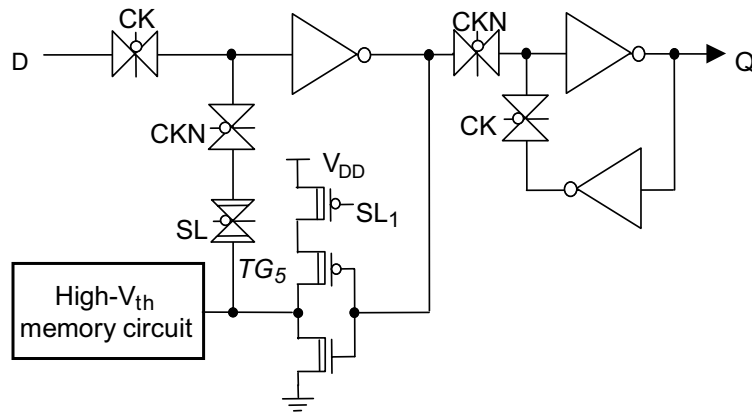 CK
CKN
D
Q
CKN
CK
V_DD
SL
SL_1
TG_5
High-V_th
memory circuit